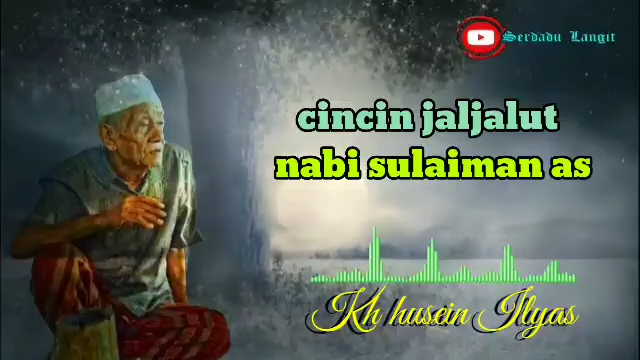 Serdadu Langit
cincin jaljalut
nabi sulaiman as
Kh husein Ilyas